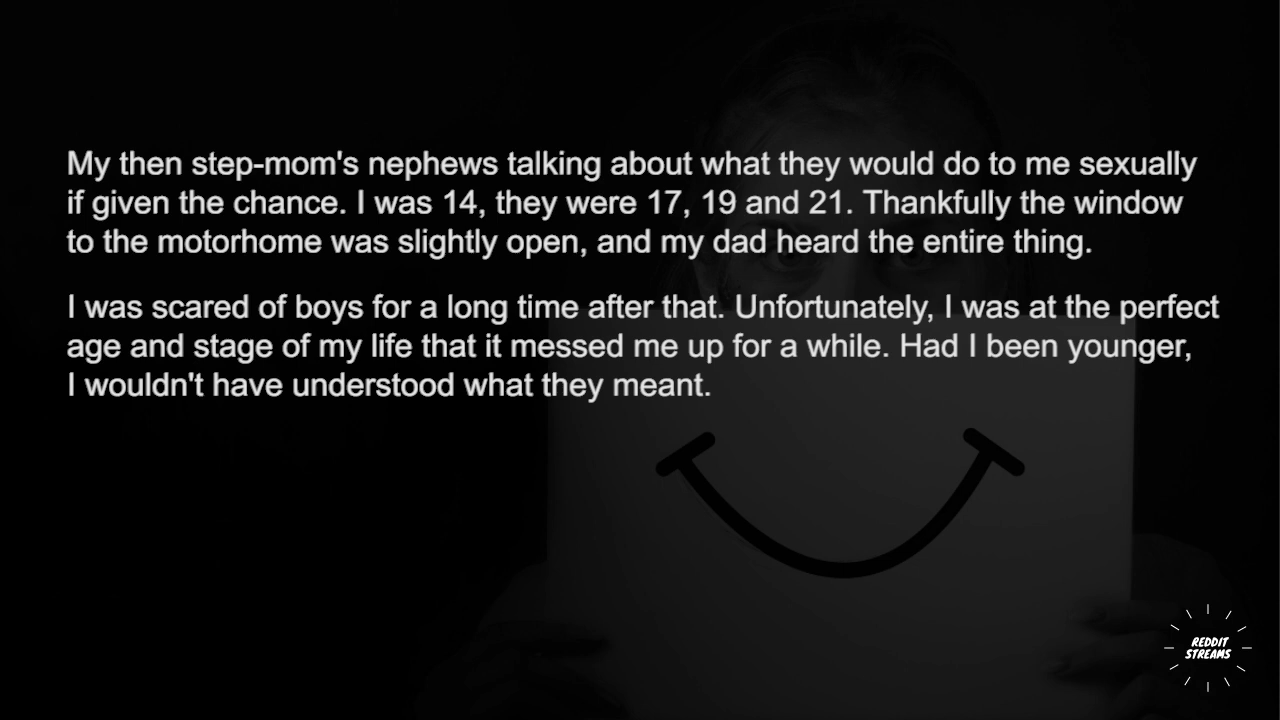 My then step-mom's nephews talking about what they would do to me sexually
if given the chance. I was 14, they were 17, 19 and 21. Thankfully the window
to the motorhome was slightly open, and my dad heard the entire thing.
I was scared of boys for a long time after that. Unfortunately, I was at the perfect
age and stage of my life that it messed me up for a while. Had I been younger,
I wouldn't have understood what they meant.
REDDIT
STREAMS